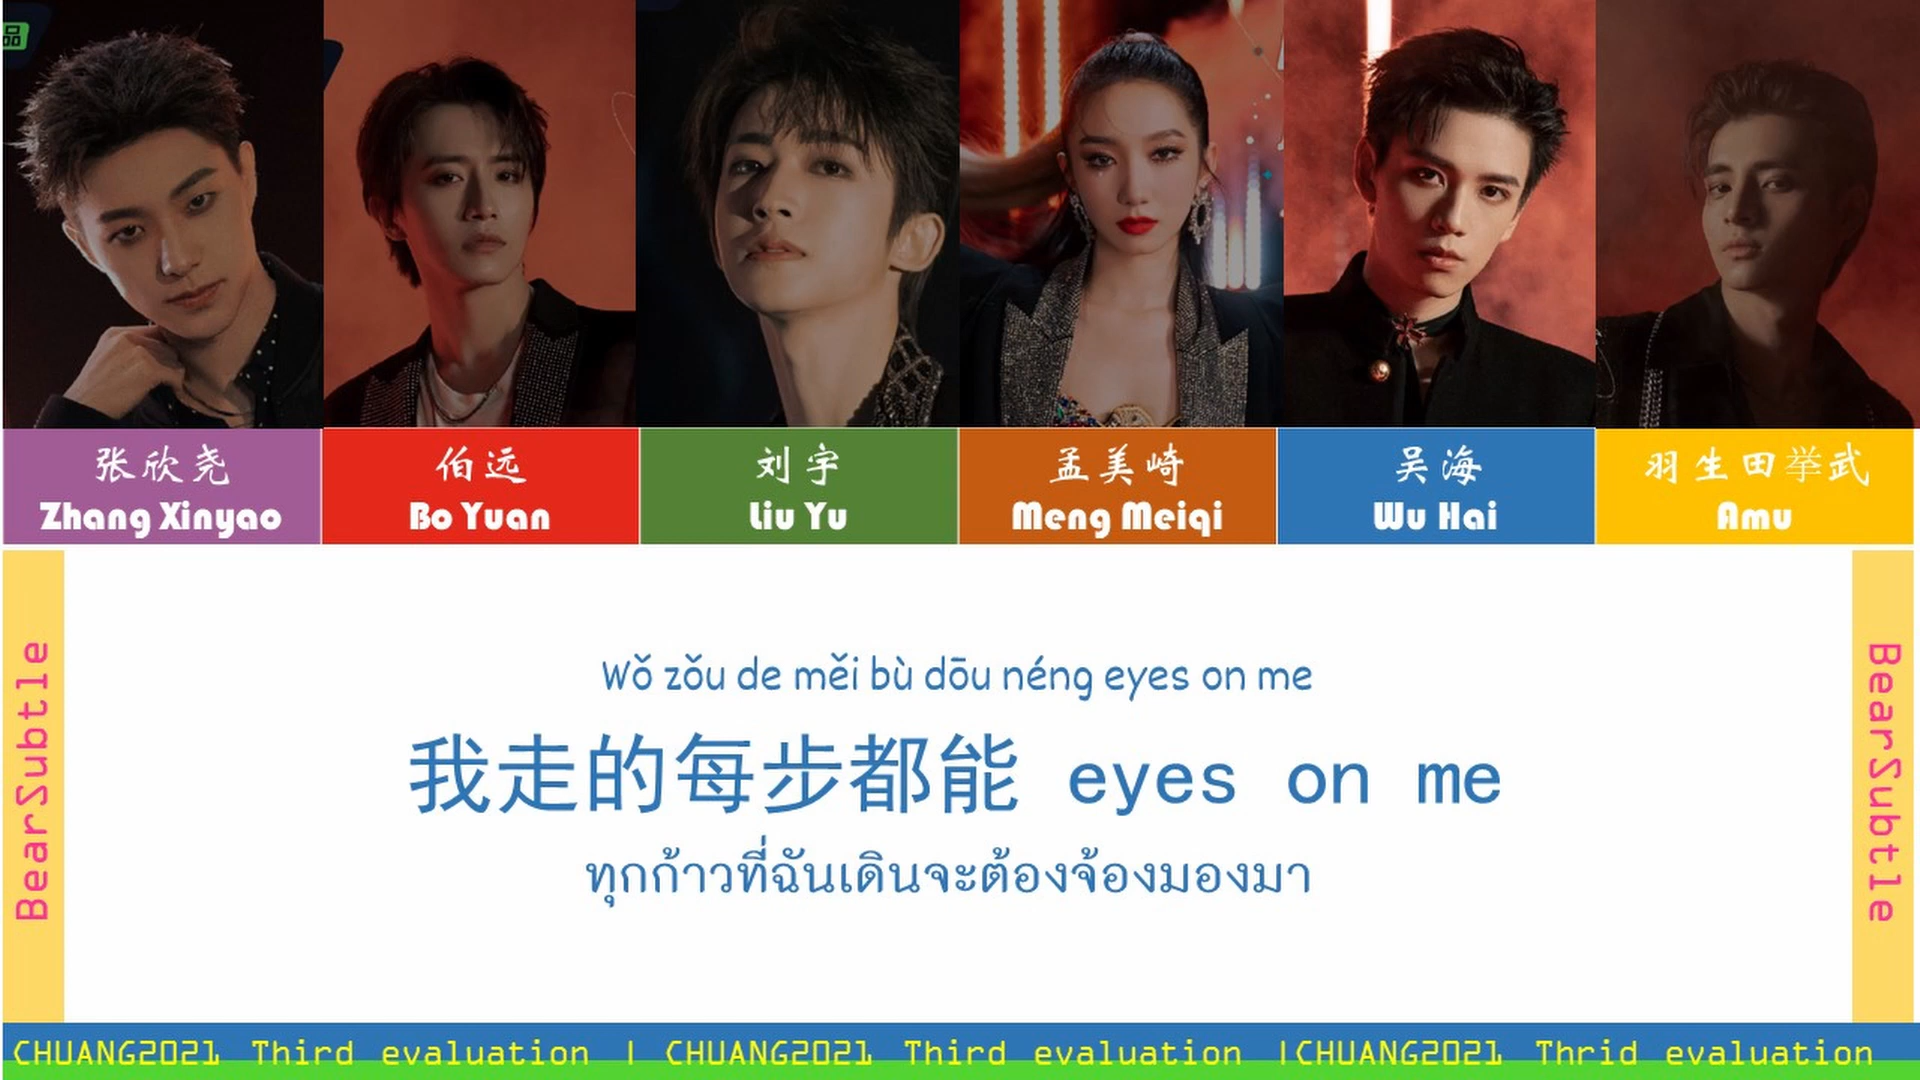 品
张欣尧
Zhang Xinyao
伯远
Bo Yuan
刘宇
Liu Yu
孟美崎
Meng Meiqi
吴海
Wu Hai
羽生田挙武
Amu
BearSubtle
Wǒ zǒu de měi bù dōu néng eyes on me
我走的每步都能 eyes on me
ทุกก้าวที่ฉันเดินจะต้องจ้องมองมา
BearSubtle
CHUANG2021 Third evaluation | CHUANG2021 Third evaluation |CHUANG2021 Thrid evaluation